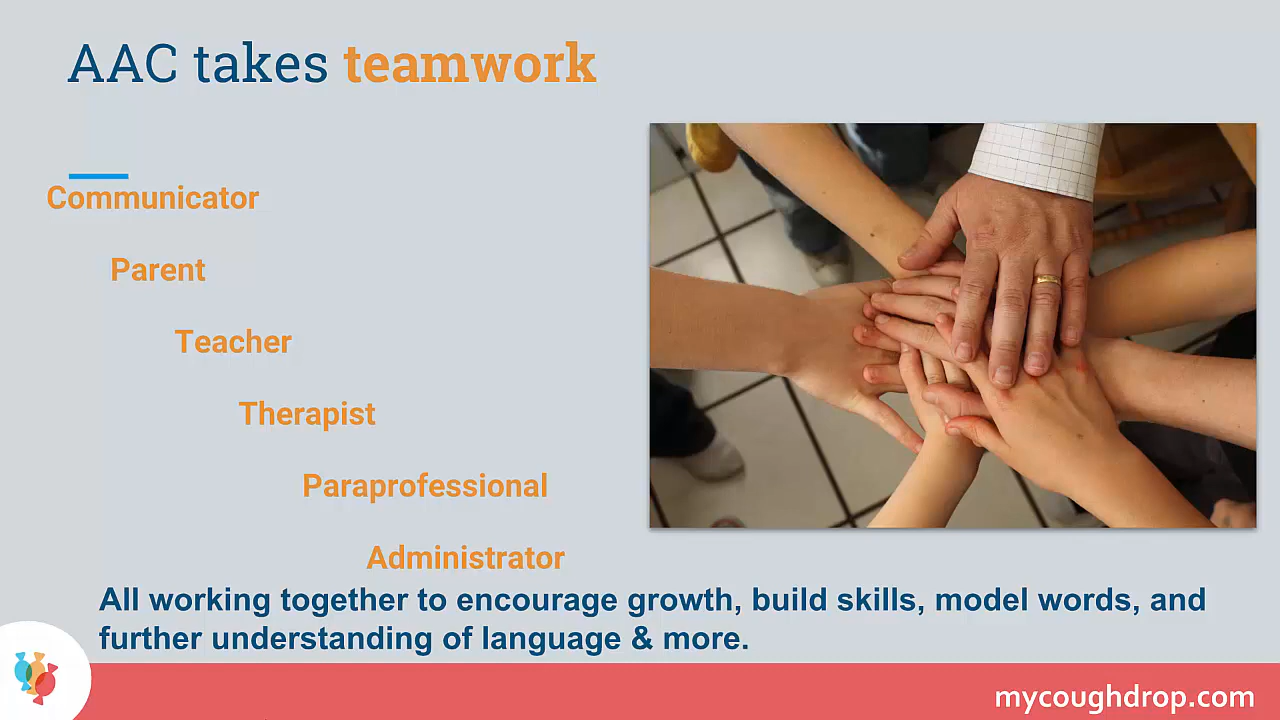 AAC takes teamwork
Communicator
Parent
Teacher
Therapist
Paraprofessional
Administrator
All working together to encourage growth, build skills, model words, and
further understanding of language & more.
mycoughdrop.com